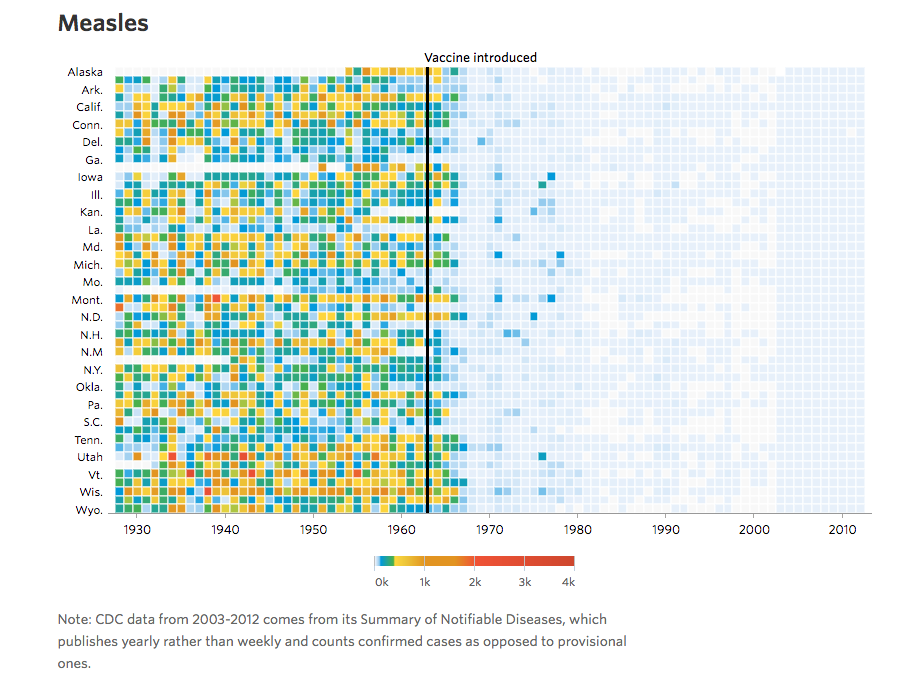 Measles
Vaccine introduced
Alaska
Ark.
Calif.
Conn.
Del.
Ga.
Iowa
Ill.
Kan.
La.
Md.
Mich.
Mo.
Mont.
N.D.
N.H.
N.M
N.Y.
Okla.
Pa.
S.C.
Tenn.
Utah
Vt.
Wis.
Wyo.
1930 1940 1950 1960 1970 1980 1990 2000 2010
0k 1k 2k 3k 4k
Note: CDC data from 2003-2012 comes from its Summary of Notifiable Diseases, which
publishes yearly rather than weekly and counts confirmed cases as opposed to provisional
ones.